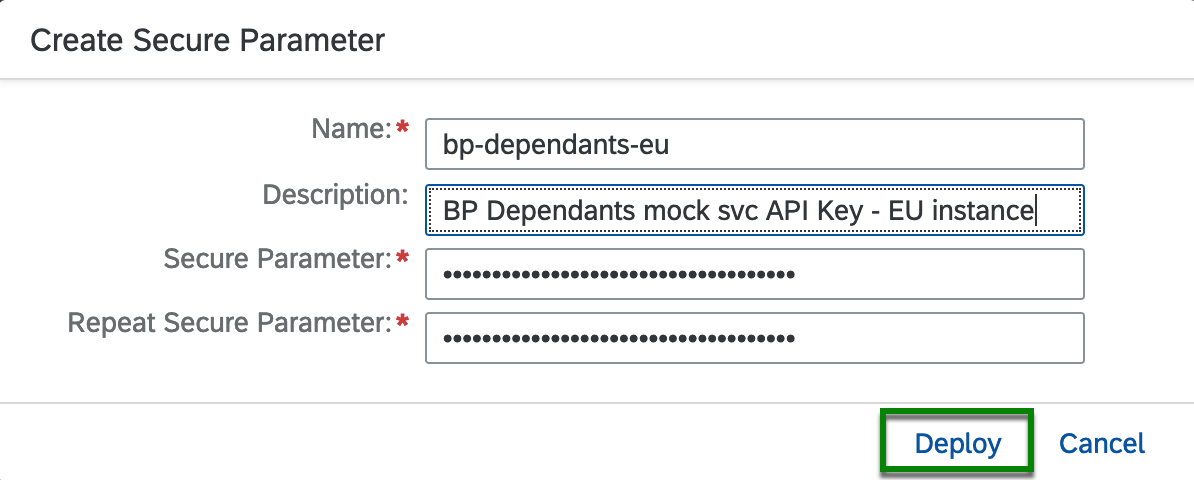 Create Secure Parameter
Name:* bp-dependants-eu
Description: BP Dependants mock svc API Key - EU instance
Secure Parameter:* ••••••••••••••••••••••••••••••••••••
Repeat Secure Parameter:* ••••••••••••••••••••••••••••••••••••
Deploy Cancel